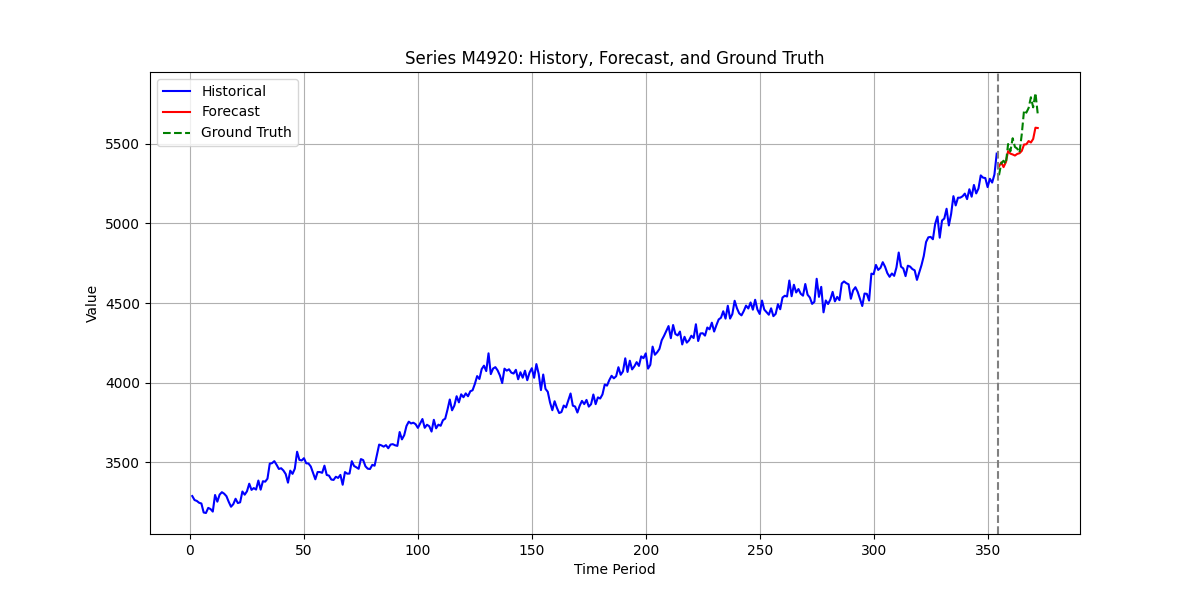 Series M4920: History, Forecast, and Ground Truth
Historical
Forecast
Ground Truth
5500
5000
4500
4000
3500
Value
0 50 100 150 200 250 300 350
Time Period